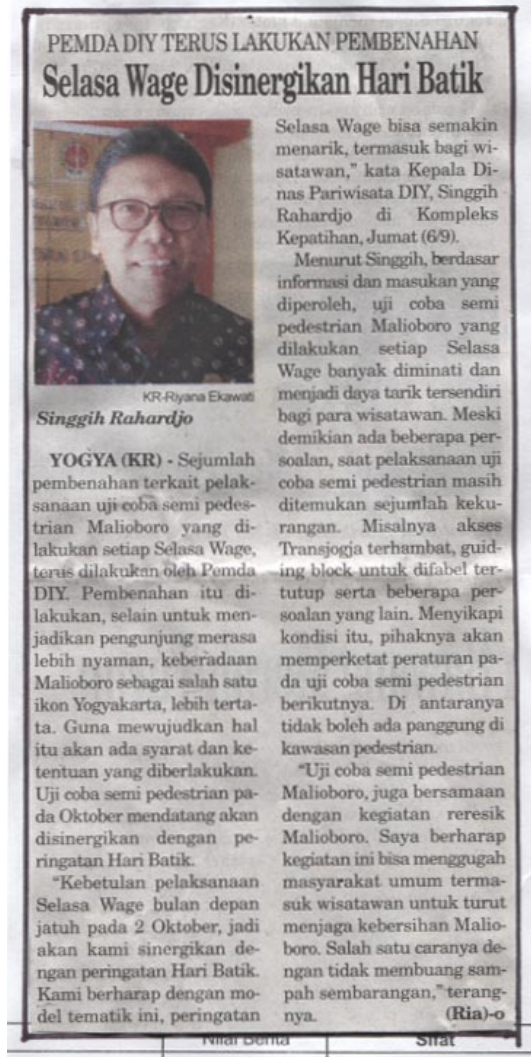 PEMDA DIY TERUS LAKUKAN PEMBENAHAN
Selasa Wage Disinergikan Hari Batik
KR-Riyana Ekawati
Singgih Rahardjo
YOGYA (KR) - Sejumlah
pembenahan terkait pelak-
sanaan uji coba semi pedes-
trian Malioboro yang di-
lakukan setiap Selasa Wage,
terus dilakukan oleh Pemda
DIY. Pembenahan itu di-
lakukan, selain untuk men-
jadikan pengunjung merasa
lebih nyaman, keberadaan
Malioboro sebagai salah satu
ikon Yogyakarta, lebih terta-
ta. Guna mewujudkan hal
itu akan ada syarat dan ke-
tentuan yang diberlakukan.
Uji coba semi pedestrian pa-
da Oktober mendatang akan
disinergikan dengan pe-
ringatan Hari Batik.
"Kebetulan pelaksanaan
Selasa Wage bulan depan
jatuh pada 2 Oktober, jadi
akan kami sinergikan de-
ngan peringatan Hari Batik.
Kami berharap dengan mo-
del tematik ini, peringatan
Selasa Wage bisa semakin
menarik, termasuk bagi wi-
satawan," kata Kepala Di-
nas Pariwisata DIY, Singgih
Rahardjo di Kompleks
Kepatihan, Jumat (6/9).
Menurut Singgih, berdasar
informasi dan masukan yang
diperoleh, uji coba semi
pedestrian Malioboro yang
dilakukan setiap Selasa
Wage banyak diminati dan
menjadi daya tarik tersendiri
bagi para wisatawan. Meski
demikian ada beberapa per-
soalan, saat pelaksanaan uji
coba semi pedestrian masih
ditemukan sejumlah keku-
rangan. Misalnya akses
Transjogja terhambat, guid-
ing block untuk difabel ter-
tutup serta beberapa per-
soalan yang lain. Menyikapi
kondisi itu, pihaknya akan
memperketat peraturan pa-
da uji coba semi pedestrian
berikutnya. Di antaranya
tidak boleh ada panggung di
kawasan pedestrian.
"Uji coba semi pedestrian
Malioboro, juga bersamaan
dengan kegiatan reresik
Malioboro. Saya berharap
kegiatan ini bisa menggugah
masyarakat umum terma-
suk wisatawan untuk turut
menjaga kebersihan Malio-
boro. Salah satu caranya de-
ngan tidak membuang sam-
pah sembarangan," terang-
nya. (Ria)-o
Nilai Berita Sifat